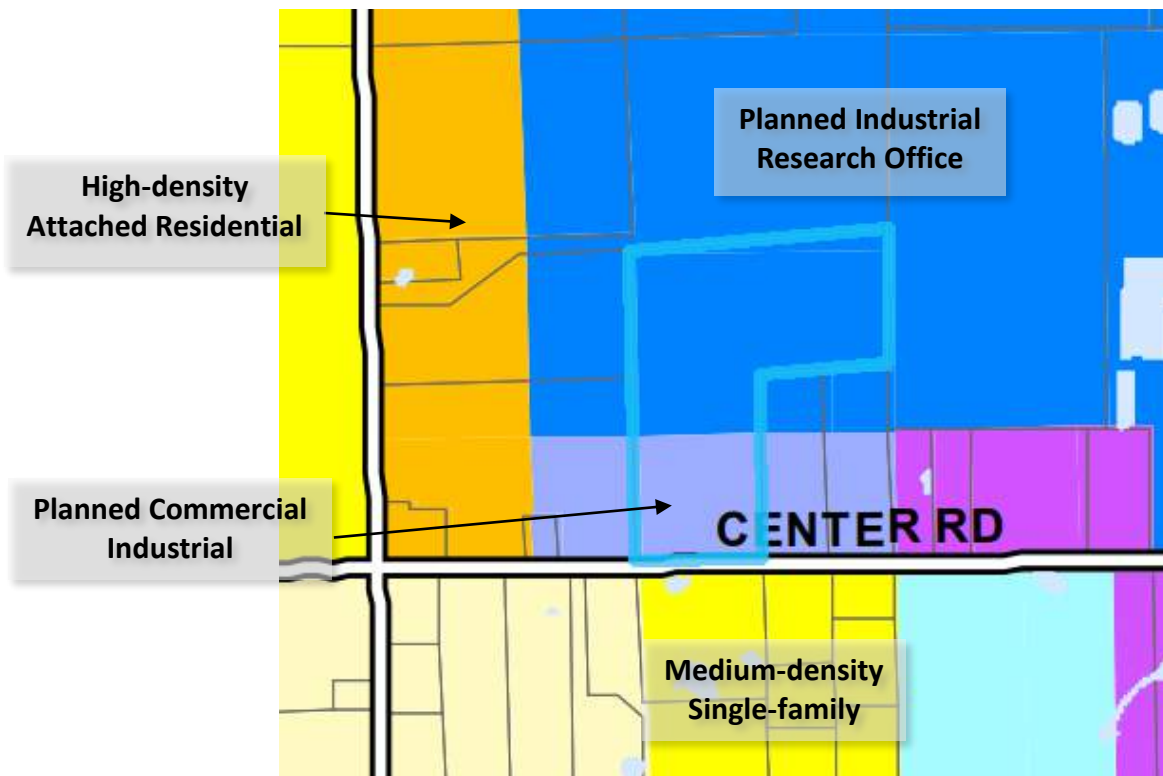 Planned Industrial
Research Office
High-density
Attached Residential
Planned Commercial
Industrial
CENTER RD
Medium-density
Single-family